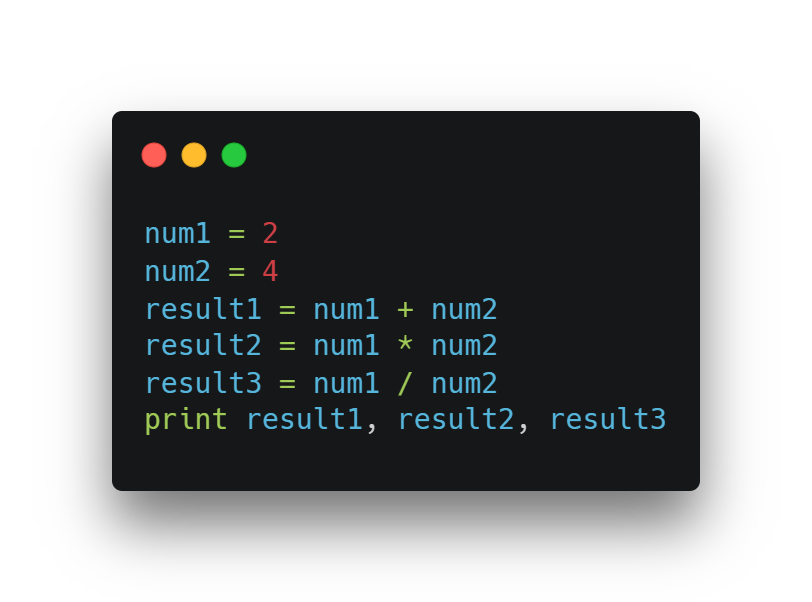 num1 = 2
num2 = 4
result1 = num1 + num2
result2 = num1 * num2
result3 = num1 / num2
print result1, result2, result3